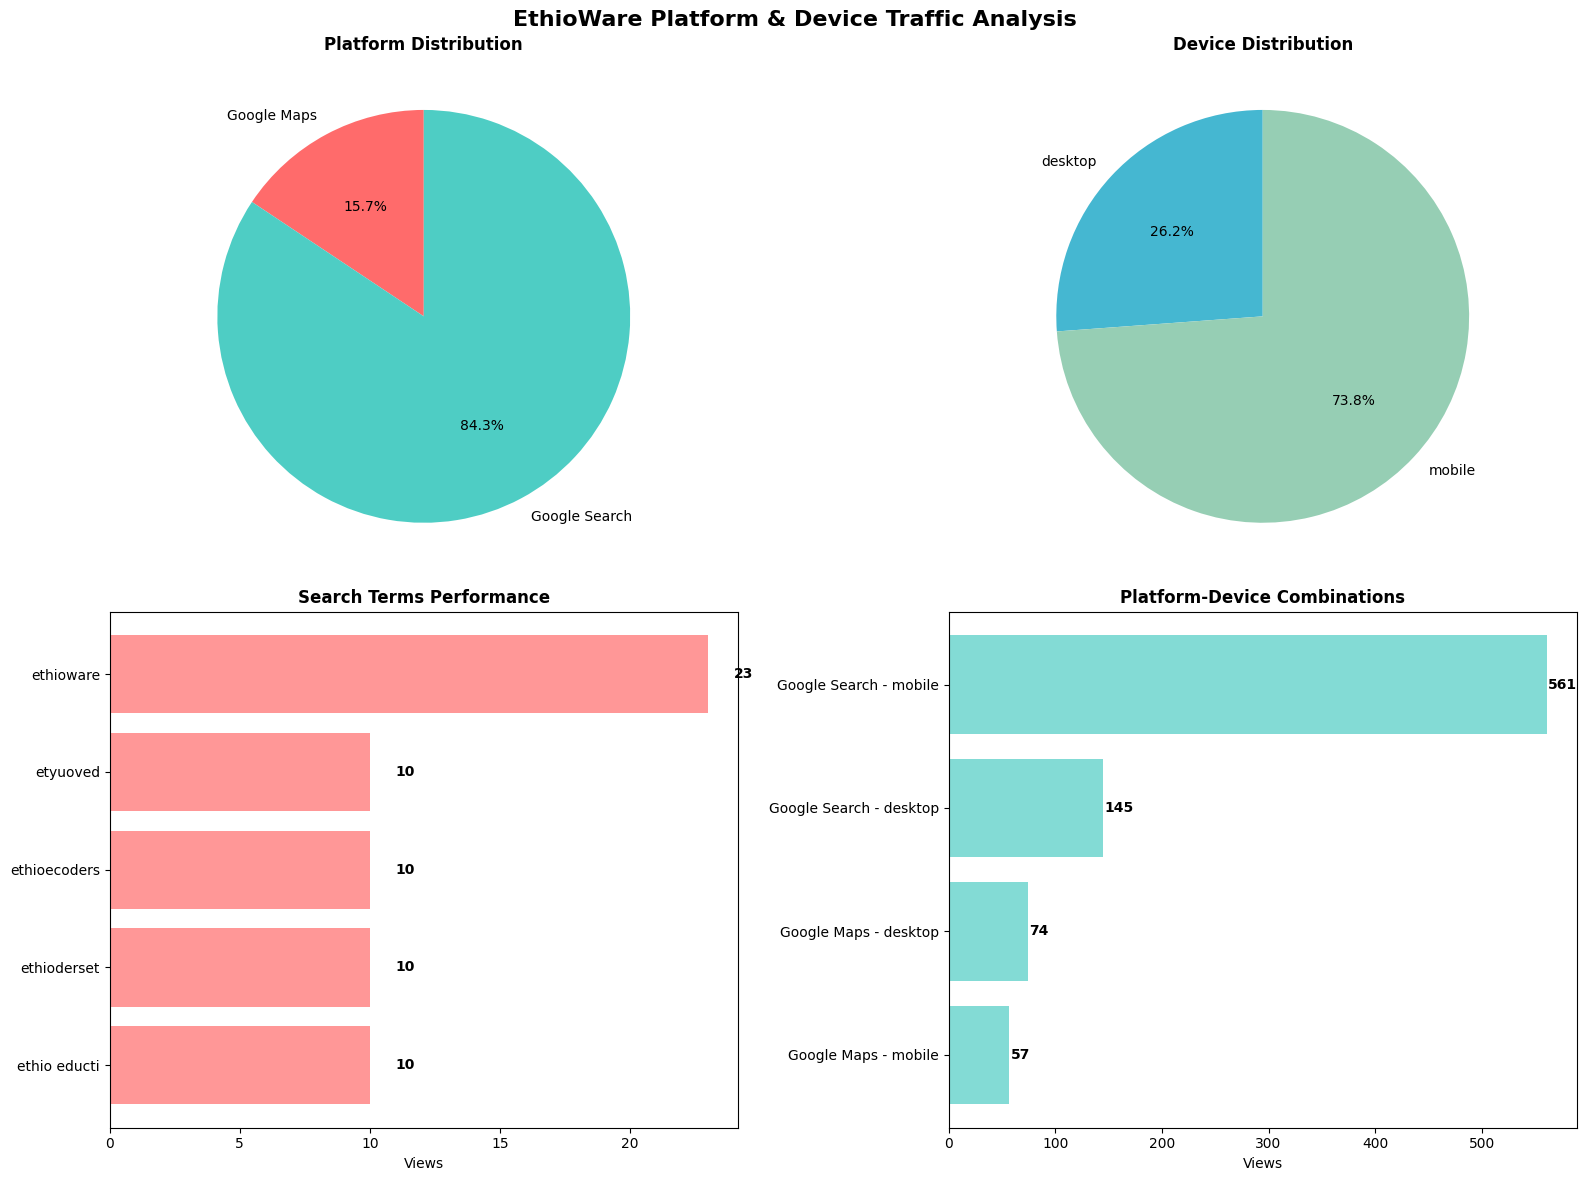 EthioWare Platform & Device Traffic Analysis
Platform Distribution
Google Maps
15.7%
84.3%
Google Search
Device Distribution
desktop
26.2%
73.8%
mobile
Search Terms Performance
ethioware
23
etyuoved
10
ethioecoders
10
ethioderset
10
ethio educti
10
0 5 10 15 20
Views
Platform-Device Combinations
Google Search - mobile
561
Google Search - desktop
145
Google Maps - desktop
74
Google Maps - mobile
57
0 100 200 300 400 500
Views